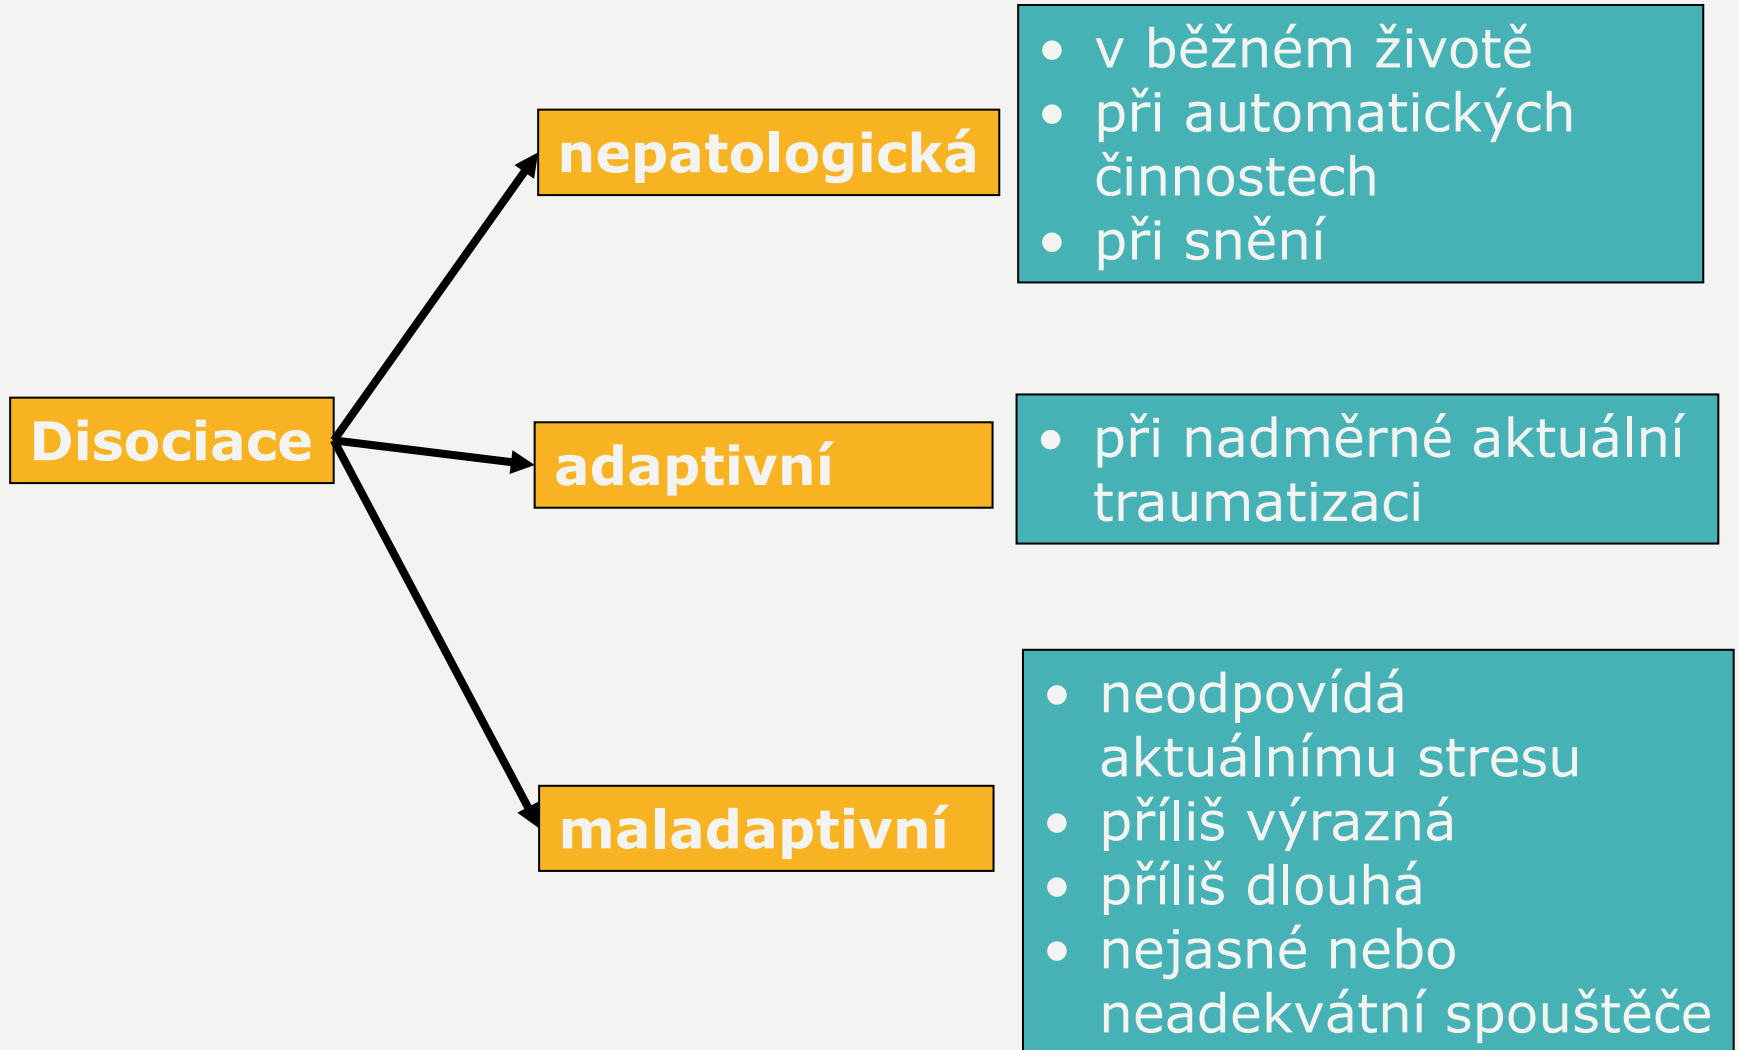 Disociace
nepatologická
• v běžném životě
• při automatických
činnostech
• při snění
adaptivní
• při nadměrné aktuální
traumatizaci
maladaptivní
• neodpovídá
aktuálnímu stresu
• příliš výrazná
• příliš dlouhá
• nejasné nebo
neadekvátní spouštěče